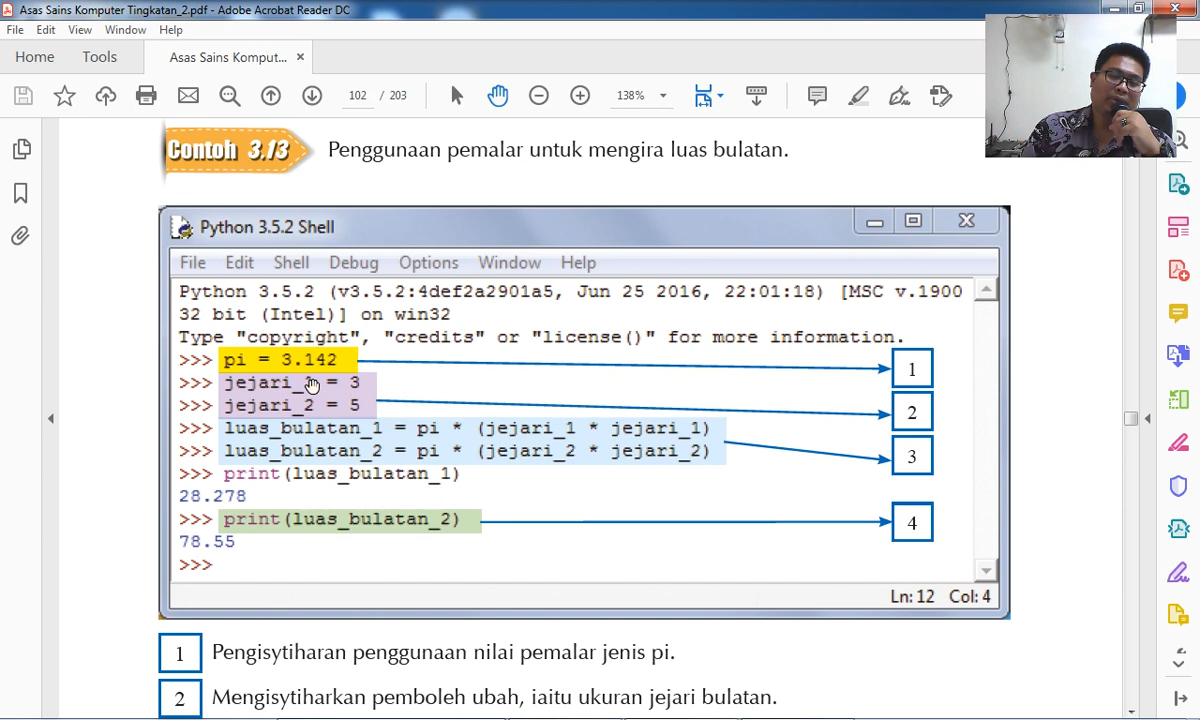 Asas Sains Komputer Tingkatan_2.pdf - Adobe Acrobat Reader DC
File Edit View Window Help
Home Tools Asas Sains Komput... ×
102 / 203 138%
Contoh 3.13 Penggunaan pemalar untuk mengira luas bulatan.
Python 3.5.2 Shell
File Edit Shell Debug Options Window Help
Python 3.5.2 (v3.5.2:4def2a2901a5, Jun 25 2016, 22:01:18) [MSC v.1900
32 bit (Intel)] on win32
Type "copyright", "credits" or "license()" for more information.
>>> pi = 3.142 1
>>> jejari_1 = 3
>>> jejari_2 = 5 2
>>> luas_bulatan_1 = pi * (jejari_1 * jejari_1)
>>> luas_bulatan_2 = pi * (jejari_2 * jejari_2) 3
>>> print(luas_bulatan_1)
28.278
>>> print(luas_bulatan_2) 4
78.55
>>>
Ln: 12 Col: 4
1 Pengisytiharan penggunaan nilai pemalar jenis pi.
2 Mengisytiharkan pemboleh ubah, iaitu ukuran jejari bulatan.